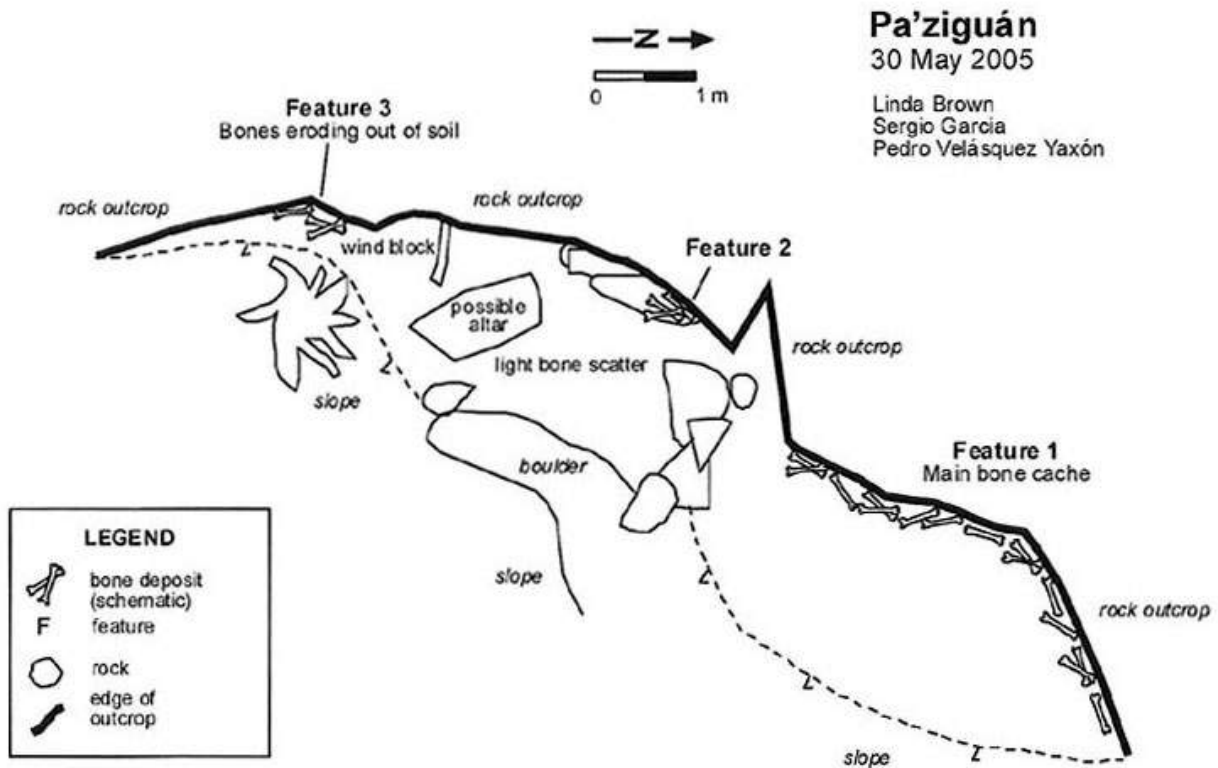 Pa'ziguán
30 May 2005
Linda Brown
Sergio Garcia
Pedro Velásquez Yaxón
N
0 1 m
Feature 3
Bones eroding out of soil
rock outcrop
rock outcrop
wind block
Feature 2
possible
altar
rock outcrop
light bone scatter
slope
boulder
Feature 1
Main bone cache
slope
rock outcrop
slope
LEGEND
bone deposit
(schematic)
F feature
rock
edge of
outcrop